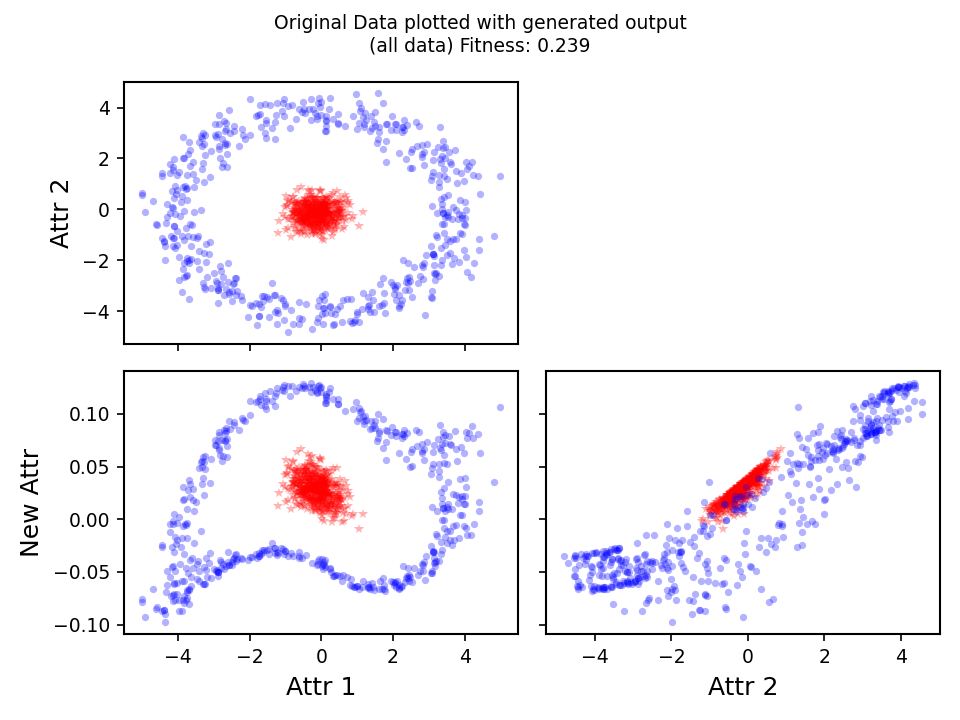 Original Data plotted with generated output
(all data) Fitness: 0.239
4
2
0
−2
−4
Attr 2
0.10
0.05
0.00
−0.05
−0.10
New Attr
−4 −2 0 2 4
Attr 1
−4 −2 0 2 4
Attr 2